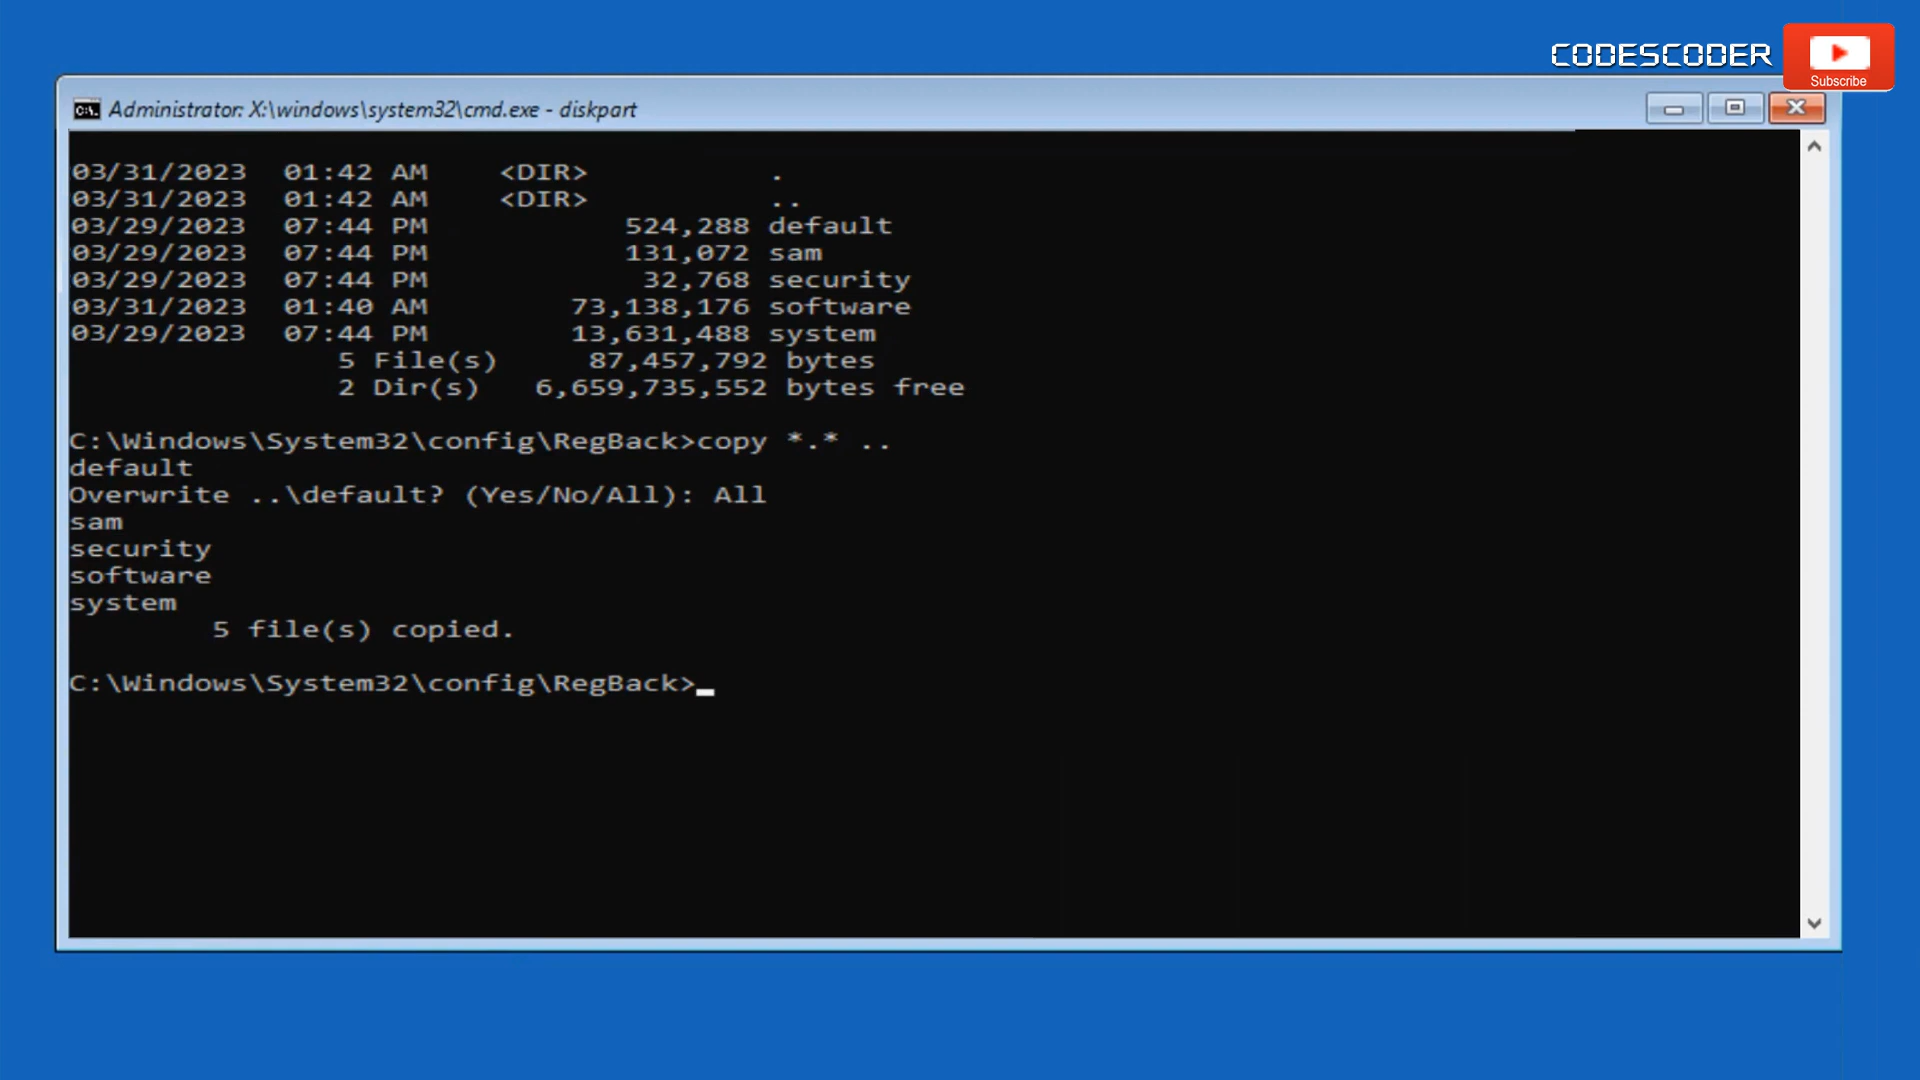 CODESCODER
Subscribe
Administrator: X:\windows\system32\cmd.exe - diskpart
03/31/2023  01:42 AM    <DIR>          .
03/31/2023  01:42 AM    <DIR>          ..
03/29/2023  07:44 PM           524,288 default
03/29/2023  07:44 PM           131,072 sam
03/29/2023  07:44 PM            32,768 security
03/31/2023  01:40 AM        73,138,176 software
03/29/2023  07:44 PM        13,631,488 system
               5 File(s)     87,457,792 bytes
               2 Dir(s)   6,659,735,552 bytes free
C:\Windows\System32\config\RegBack>copy *.* ..
default
Overwrite ..\default? (Yes/No/All): All
sam
security
software
system
        5 file(s) copied.
C:\Windows\System32\config\RegBack>